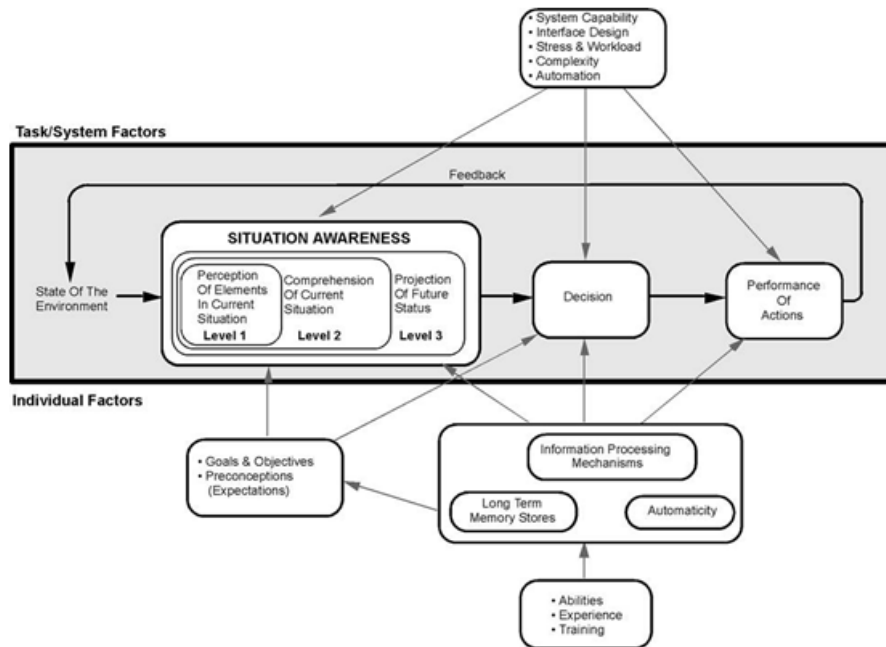 • System Capability
• Interface Design
• Stress & Workload
• Complexity
• Automation
Task/System Factors
Feedback
SITUATION AWARENESS
Perception
Of Elements
In Current
Situation
Level 1
Comprehension
Of Current
Situation
Level 2
Projection
Of Future
Status
Level 3
State Of The
Environment
Decision
Performance
Of
Actions
Individual Factors
• Goals & Objectives
• Preconceptions
(Expectations)
Information Processing
Mechanisms
Long Term
Memory Stores
Automaticity
• Abilities
• Experience
• Training